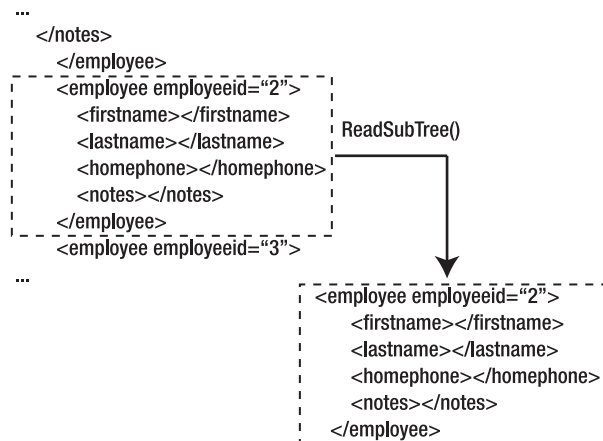 ...
</notes>
</employee>
<employee employeeid=“2”>
<firstname></firstname>
<lastname></lastname>
<homephone></homephone>
<notes></notes>
</employee>
<employee employeeid=“3”>
...
ReadSubTree()
<employee employeeid=“2”>
<firstname></firstname>
<lastname></lastname>
<homephone></homephone>
<notes></notes>
</employee>